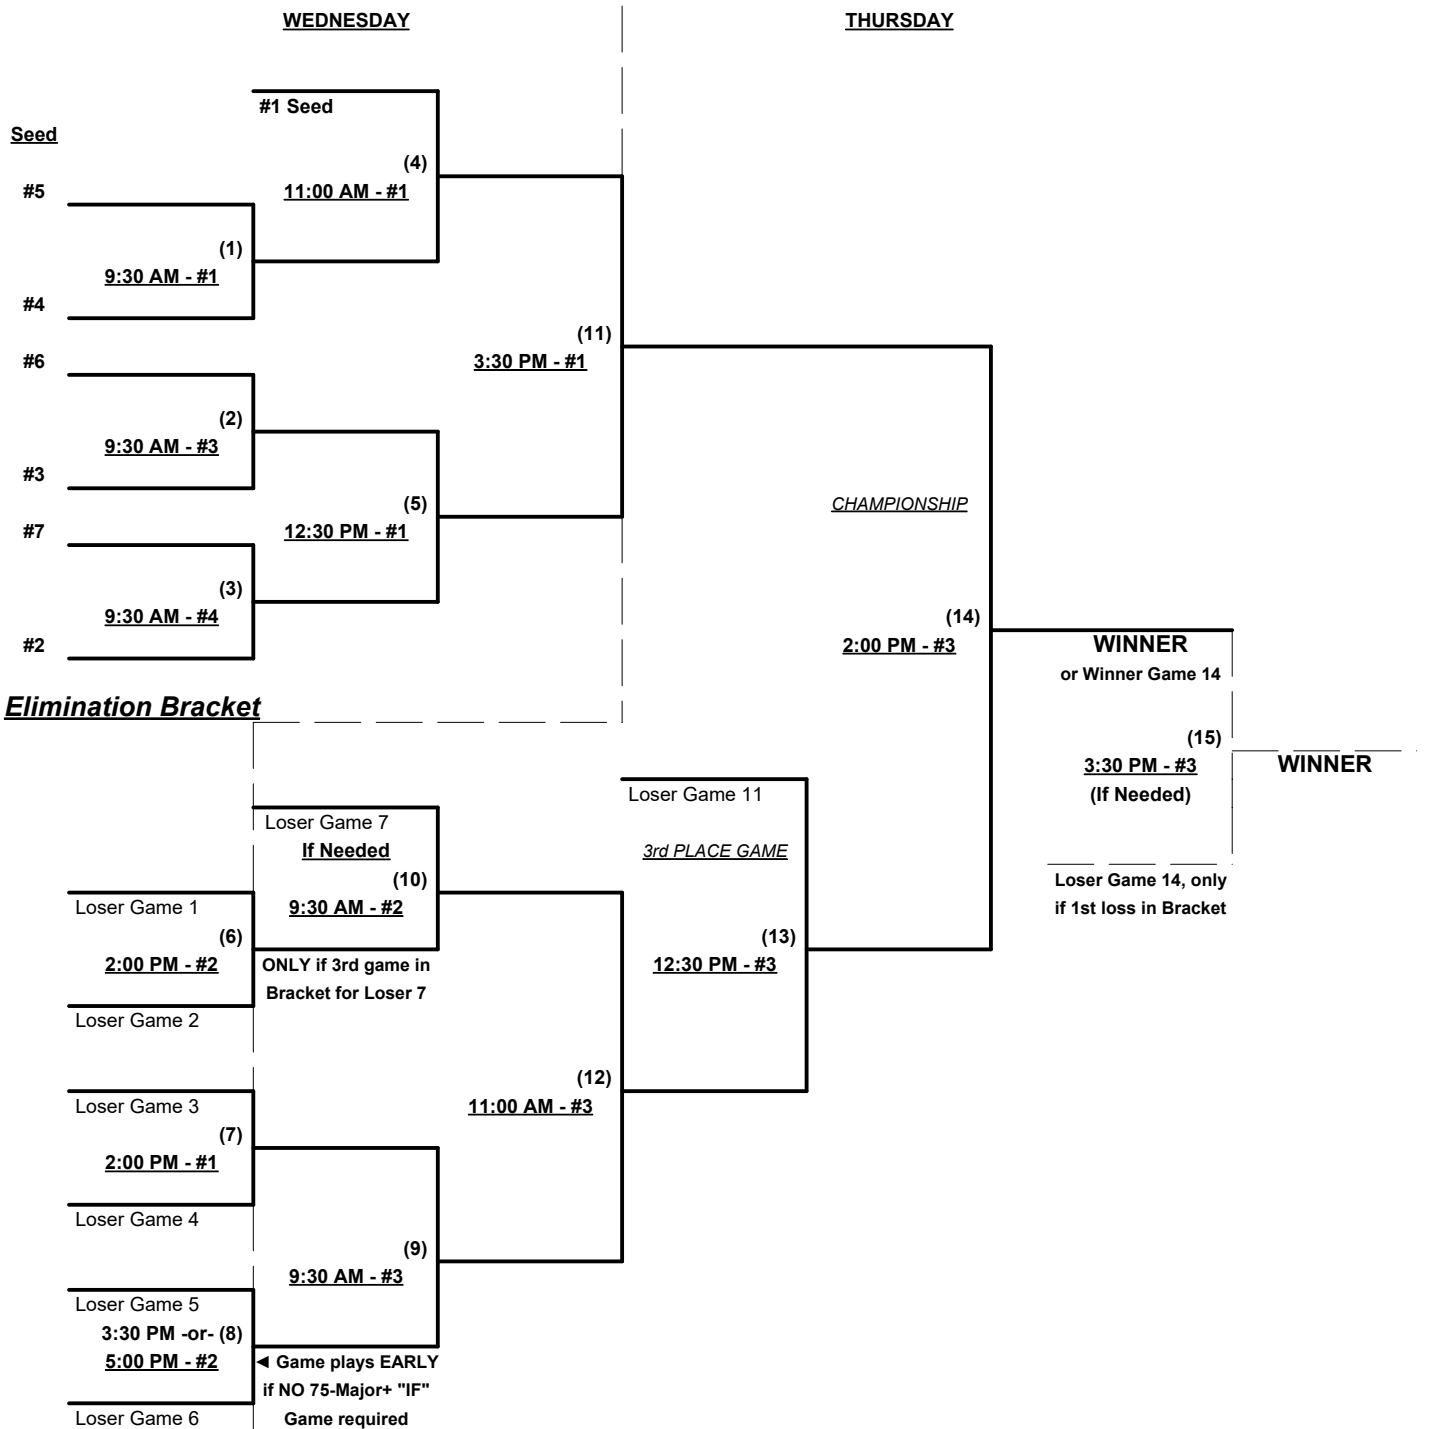 WEDNESDAY
THURSDAY
#1 Seed
Seed
(4)
#5
11:00 AM - #1
(1)
9:30 AM - #1
#4
(11)
#6
3:30 PM - #1
(2)
9:30 AM - #3
#3
(5)
CHAMPIONSHIP
#7
12:30 PM - #1
(3)
9:30 AM - #4
(14)
#2
2:00 PM - #3
WINNER
or Winner Game 14
Elimination Bracket
(15)
3:30 PM - #3
WINNER
(If Needed)
Loser Game 11
Loser Game 7
If Needed
3rd PLACE GAME
(10)
Loser Game 14, only
if 1st loss in Bracket
Loser Game 1
9:30 AM - #2
(6)
(13)
2:00 PM - #2
ONLY if 3rd game in
Bracket for Loser 7
12:30 PM - #3
Loser Game 2
(12)
Loser Game 3
11:00 AM - #3
(7)
2:00 PM - #1
Loser Game 4
(9)
9:30 AM - #3
Loser Game 5
3:30 PM -or- (8)
5:00 PM - #2
◄ Game plays EARLY
if NO 75-Major+ "IF"
Game required
Loser Game 6